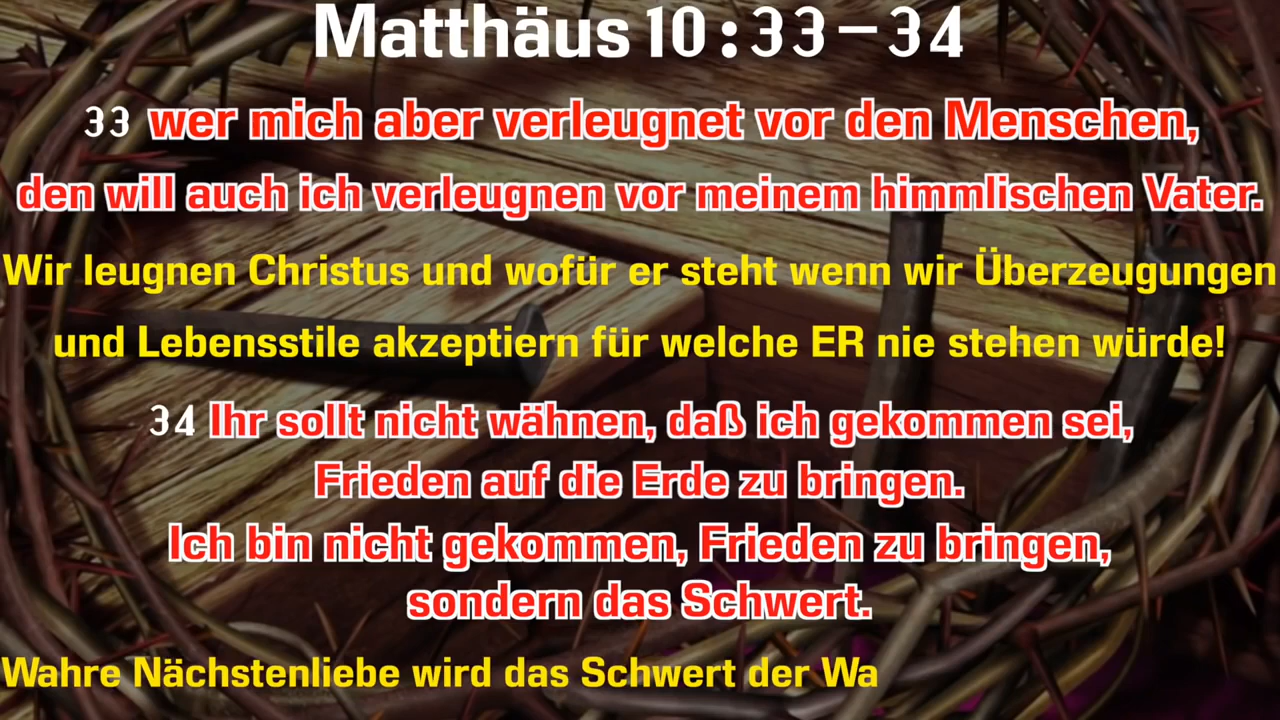 Matthäus 10:33–34
33 wer mich aber verleugnet vor den Menschen,
den will auch ich verleugnen vor meinem himmlischen Vater.
Wir leugnen Christus und wofür er steht wenn wir Überzeugungen
und Lebensstile akzeptiern für welche ER nie stehen würde!
34 Ihr sollt nicht wähnen, daß ich gekommen sei,
Frieden auf die Erde zu bringen.
Ich bin nicht gekommen, Frieden zu bringen,
sondern das Schwert.
Wahre Nächstenliebe wird das Schwert der Wa